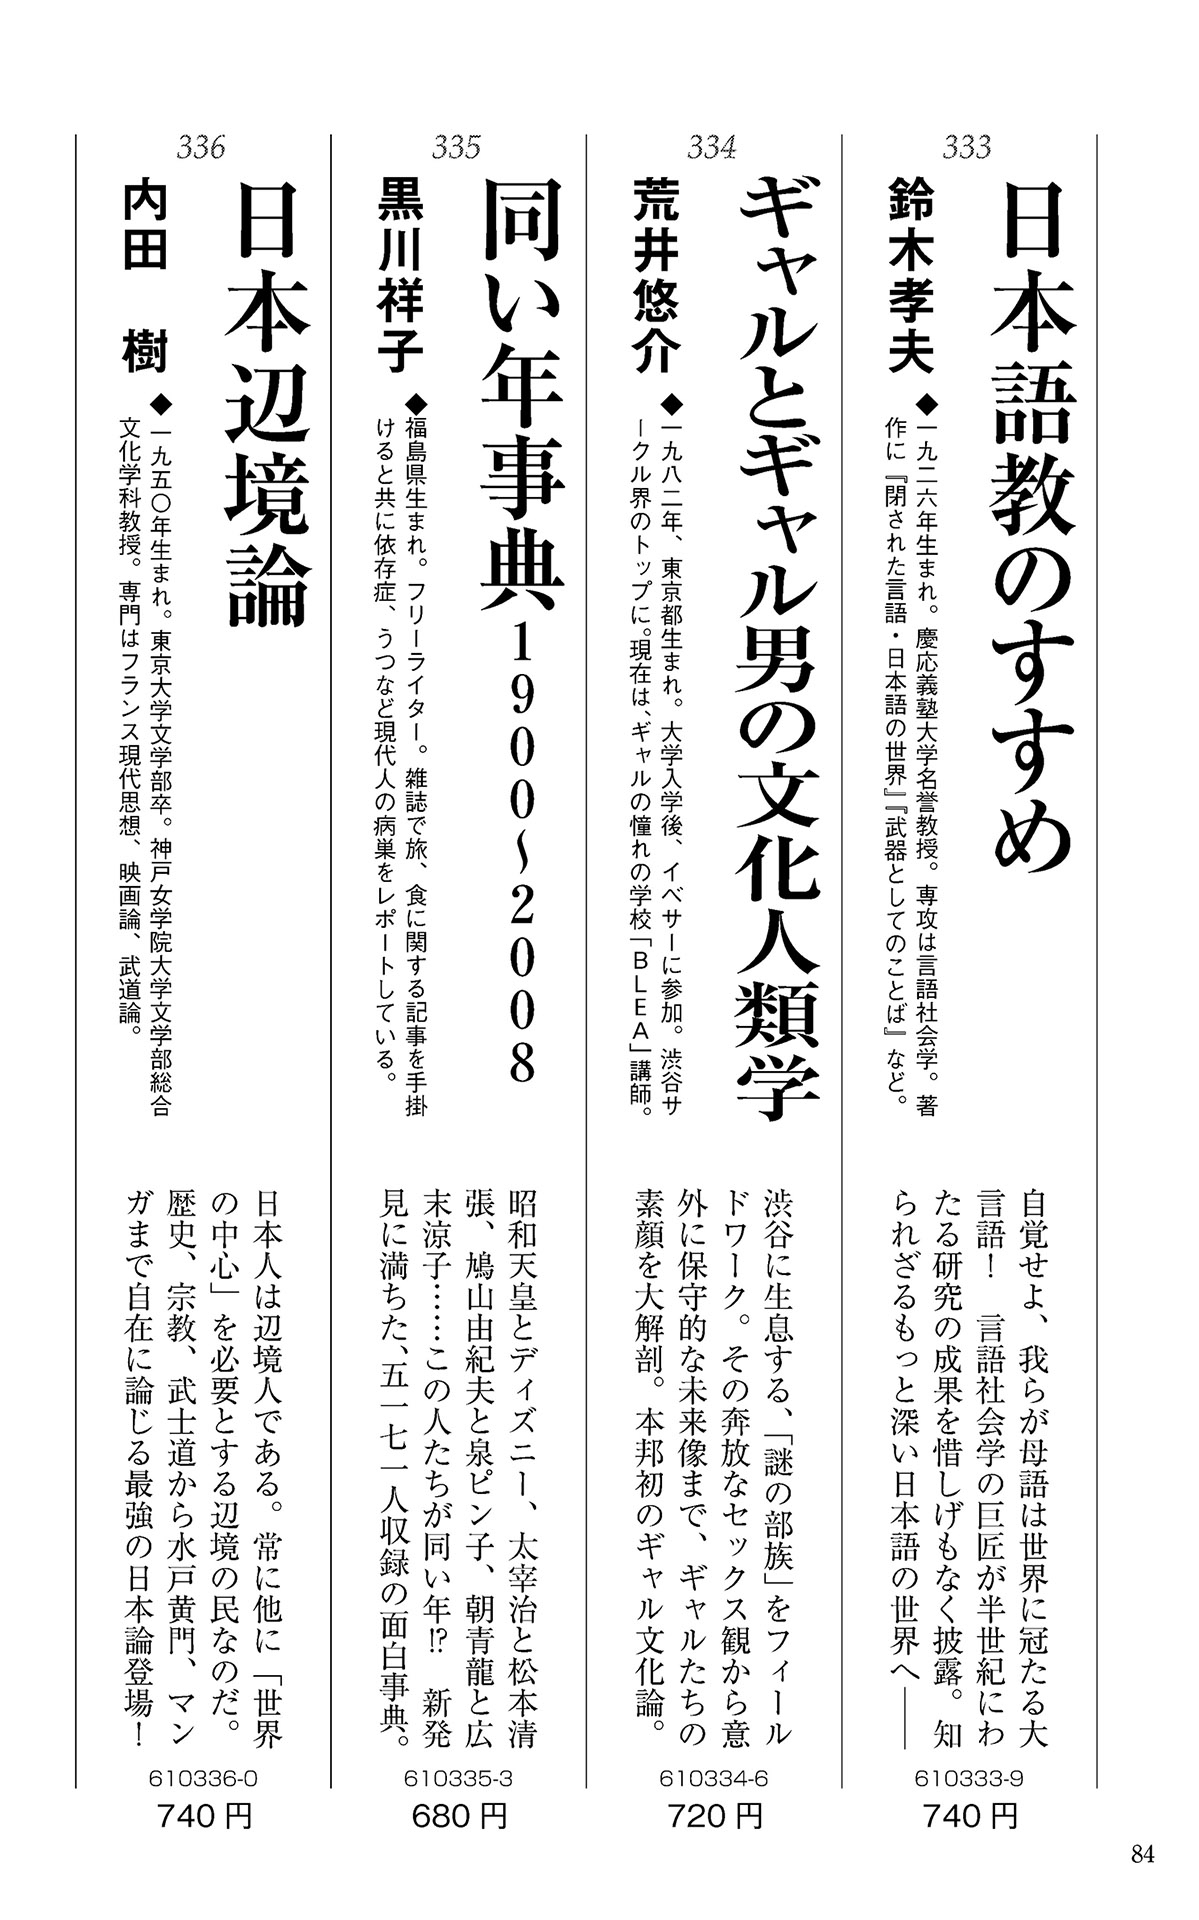 333
日本語教のすすめ
鈴木孝夫
◆一九二六年生まれ。慶応義塾大学名誉教授。専攻は言語社会学。著
作に『閉された言語・日本語の世界』『武器としてのことば』など。
自覚せよ、我らが母語は世界に冠たる大
言語！　言語社会学の巨匠が半世紀にわ
たる研究の成果を惜しげもなく披露。知
られざるもっと深い日本語の世界へ――
610333-9
740円
334
ギャルとギャル男の文化人類学
荒井悠介
◆一九八二年、東京都生まれ。大学入学後、イベサーに参加。渋谷サ
ークル界のトップに。現在は、ギャルの憧れの学校「BLEA」講師。
渋谷に生息する、「謎の部族」をフィール
ドワーク。その奔放なセックス観から意
外に保守的な未来像まで、ギャルたちの
素顔を大解剖。本邦初のギャル文化論。
610334-6
720円
335
同い年事典1900〜2008
黒川祥子
◆福島県生まれ。フリーライター。雑誌で旅、食に関する記事を手掛
けると共に依存症、うつなど現代人の病巣をレポートしている。
昭和天皇とディズニー、太宰治と松本清
張、鳩山由紀夫と泉ピン子、朝青龍と広
末涼子……この人たちが同い年!?　新発
見に満ちた、五一七一人収録の面白事典。
610335-3
680円
336
日本辺境論
内田　樹
◆一九五〇年生まれ。東京大学文学部卒。神戸女学院大学文学部総合
文化学科教授。専門はフランス現代思想、映画論、武道論。
日本人は辺境人である。常に他に「世界
の中心」を必要とする辺境の民なのだ。
歴史、宗教、武士道から水戸黄門、マン
ガまで自在に論じる最強の日本論登場！
610336-0
740円
84